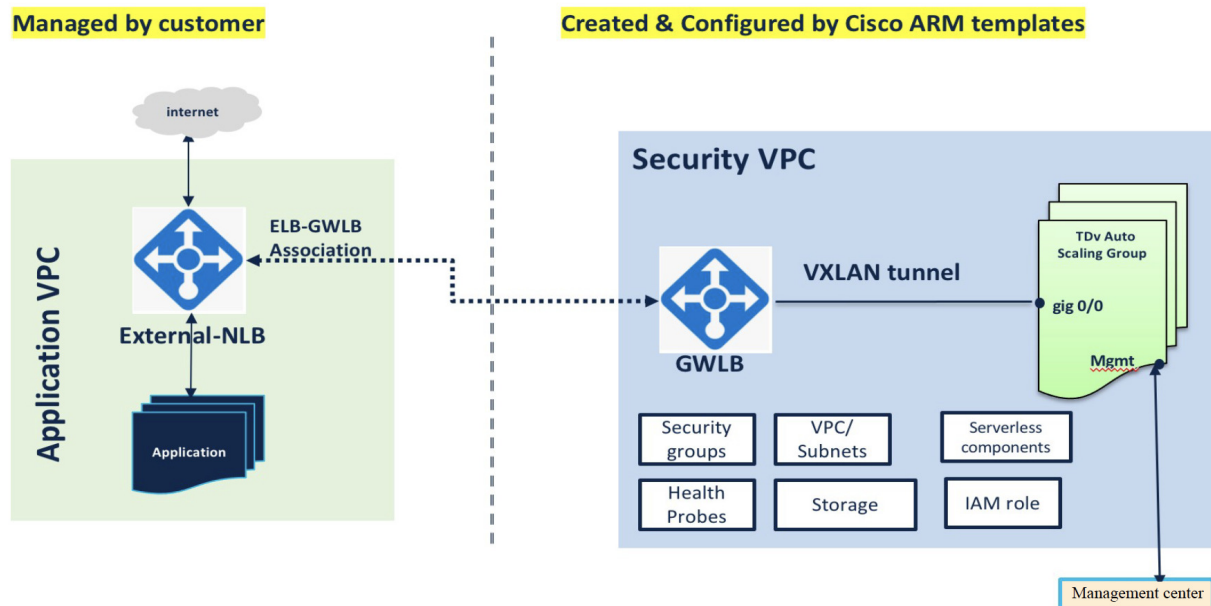 Managed by customer
Created & Configured by Cisco ARM templates
internet
Application VPC
ELB-GWLB
Association
External-NLB
Application
Security VPC
TDv Auto
Scaling Group
VXLAN tunnel
gig 0/0
Mgmt
GWLB
Security
groups
VPC/
Subnets
Serverless
components
Health
Probes
Storage
IAM role
Management center